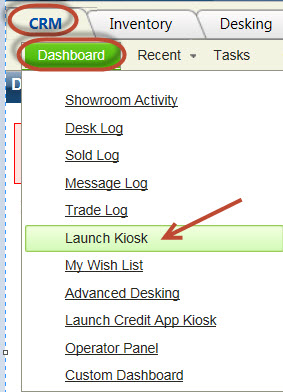 CRM Inventory Desking
Dashboard Recent Tasks
D
Showroom Activity
Desk Log
Sold Log
Message Log
Trade Log
Launch Kiosk
My Wish List
Advanced Desking
Launch Credit App Kiosk
Operator Panel
Custom Dashboard